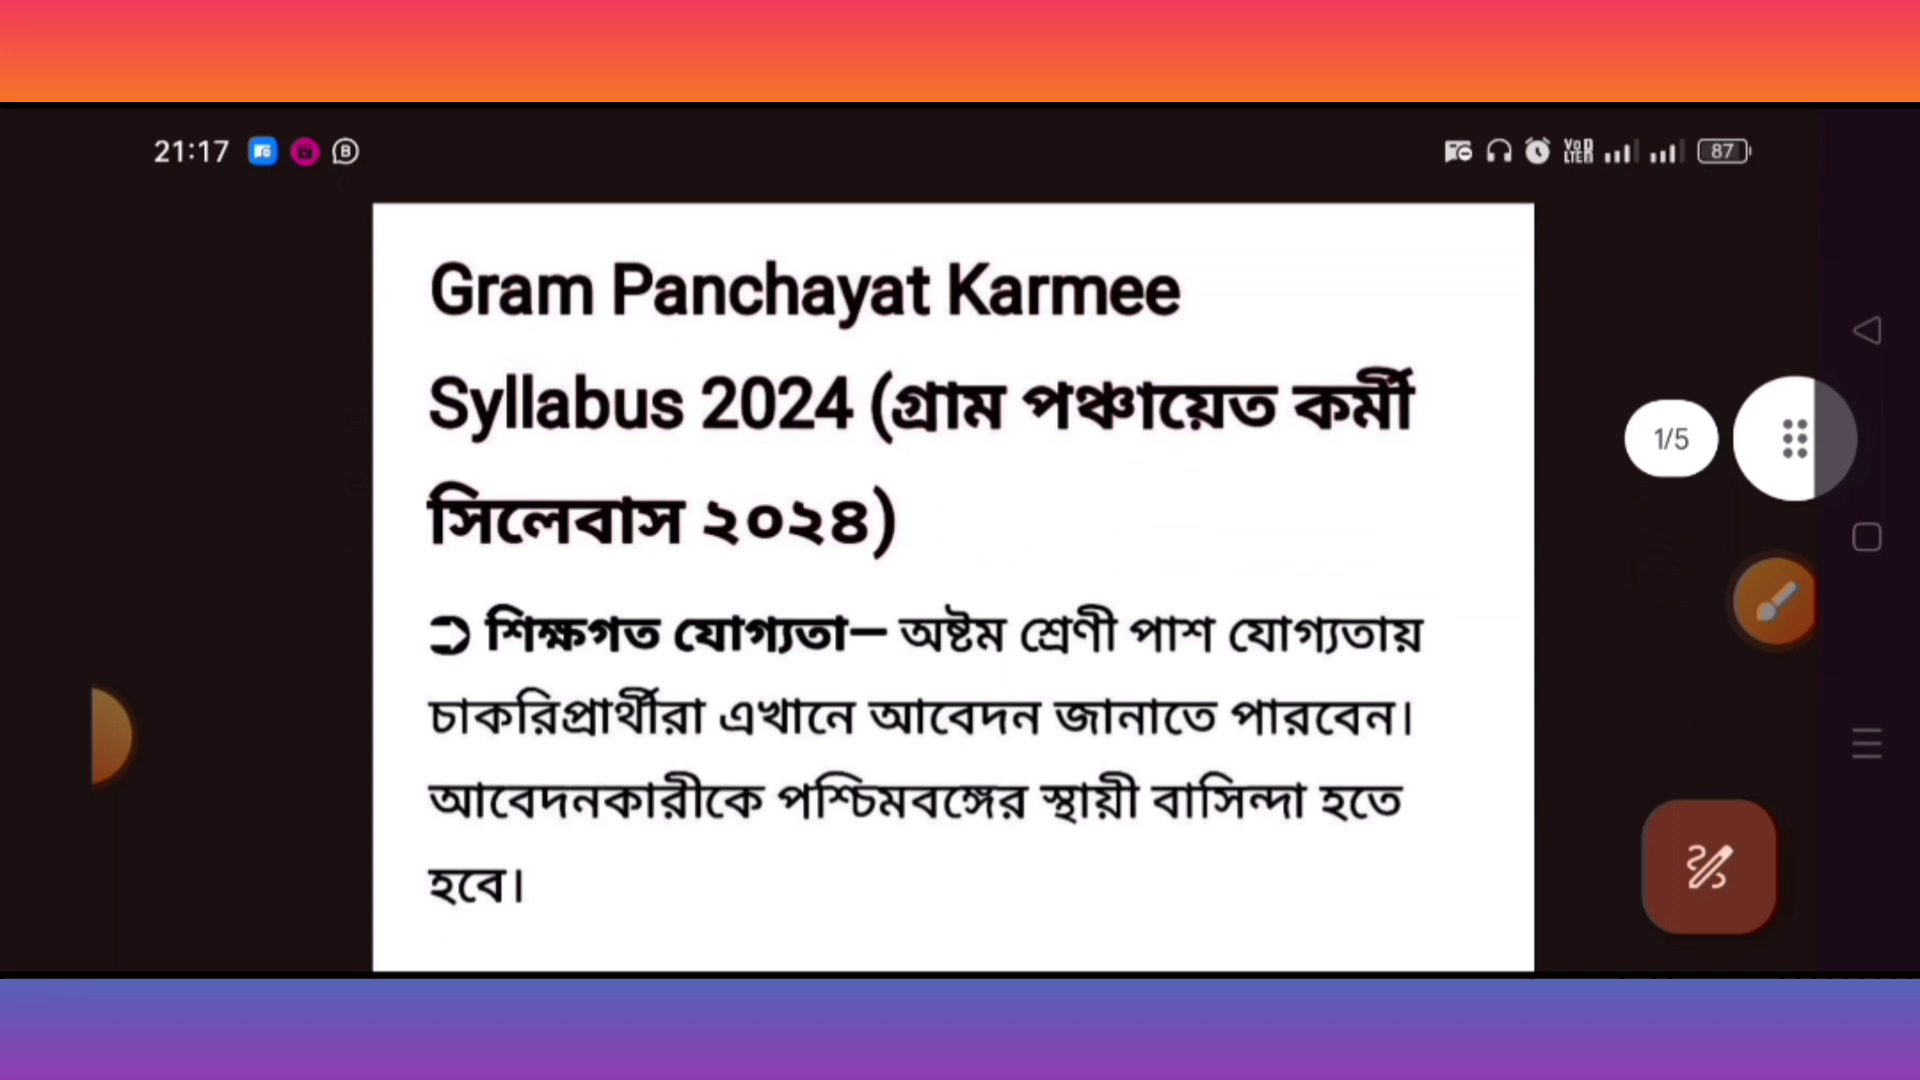 21:17
87
Gram Panchayat Karmee
Syllabus 2024 (গ্রাম পঞ্চায়েত কর্মী
সিলেবাস ২০২৪)
➲ শিক্ষগত যোগ্যতা— অষ্টম শ্রেণী পাশ যোগ্যতায়
চাকরিপ্রার্থীরা এখানে আবেদন জানাতে পারবেন।
আবেদনকারীকে পশ্চিমবঙ্গের স্থায়ী বাসিন্দা হতে
হবে।
1/5